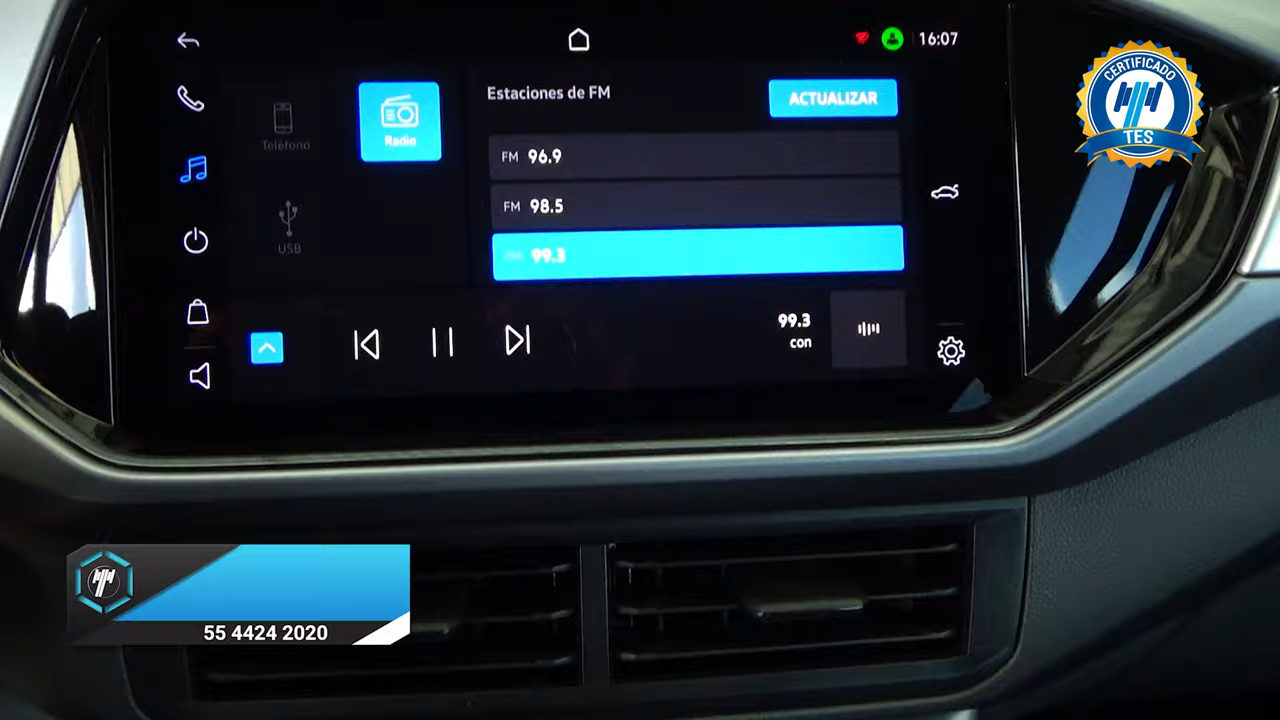 16:07
Estaciones de FM
ACTUALIZAR
Teléfono
Radio
FM 96.9
FM 98.5
USB
FM 99.3
99.3
con
CERTIFICADO
TES
55 4424 2020